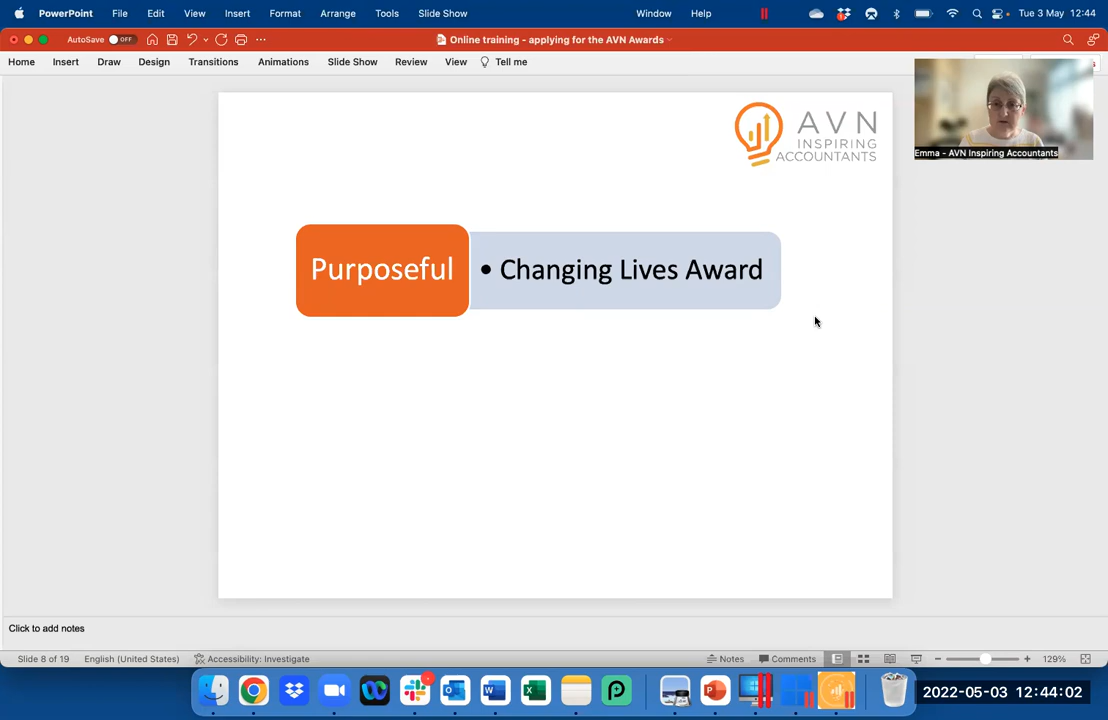 PowerPoint File Edit View Insert Format Arrange Tools Slide Show Window Help Tue 3 May 12:44
AutoSave OFF Online training - applying for the AVN Awards
Home Insert Draw Design Transitions Animations Slide Show Review View Tell me
AVN
INSPIRING
ACCOUNTANTS
Emma - AVN Inspiring Accountants
Purposeful
• Changing Lives Award
Click to add notes
Slide 8 of 19 English (United States) Accessibility: Investigate Notes Comments 129%
2022-05-03 12:44:02